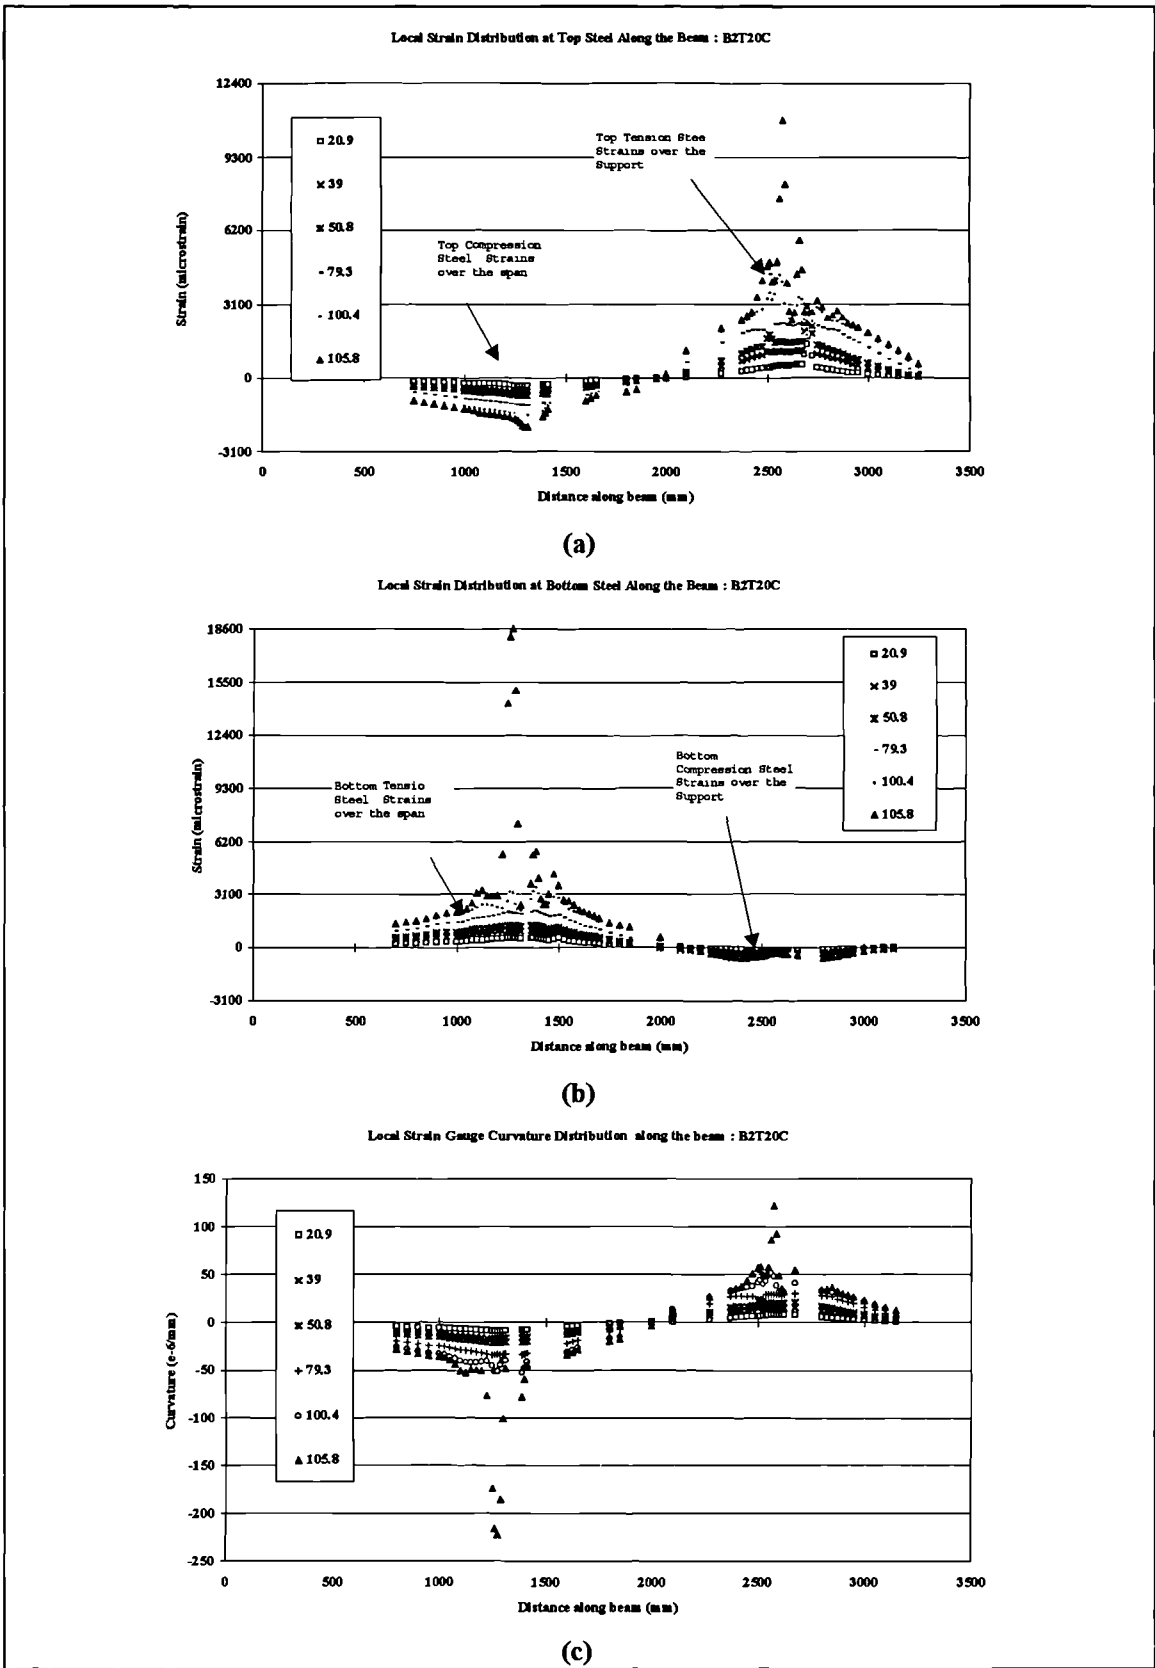 Local Strain Distribution at Top Steel Along the Beam : B2T20C
12400
9300
6200
3100
0
-3100
Strain (microstrain)
20.9
39
50.8
79.3
100.4
105.8
Top Compression
Steel Strains
over the span
Top Tension Stee
Strains over the
Support
0 500 1000 1500 2000 2500 3000 3500
Distance along beam (mm)
(a)
Local Strain Distribution at Bottom Steel Along the Beam : B2T20C
18600
15500
12400
9300
6200
3100
0
-3100
Strain (microstrain)
Bottom Tensio
Steel Strains
over the span
Bottom
Compression Steel
Strains over the
Support
20.9
39
50.8
79.3
100.4
105.8
0 500 1000 1500 2000 2500 3000 3500
Distance along beam (mm)
(b)
Local Strain Gauge Curvature Distribution along the beam : B2T20C
150
100
50
0
-50
-100
-150
-200
-250
Curvature (e-6/mm)
20.9
39
50.8
79.3
100.4
105.8
0 500 1000 1500 2000 2500 3000 3500
Distance along beam (mm)
(c)